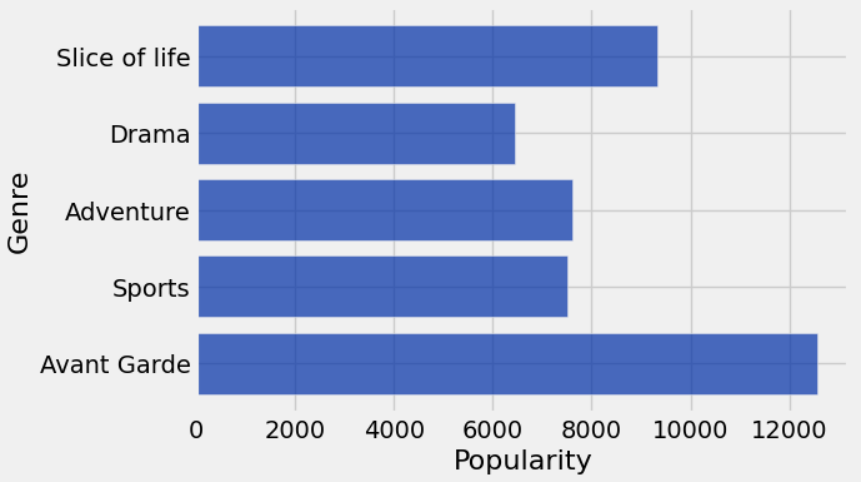 Slice of life
Drama
Adventure
Sports
Avant Garde
Genre
0 2000 4000 6000 8000 10000 12000
Popularity